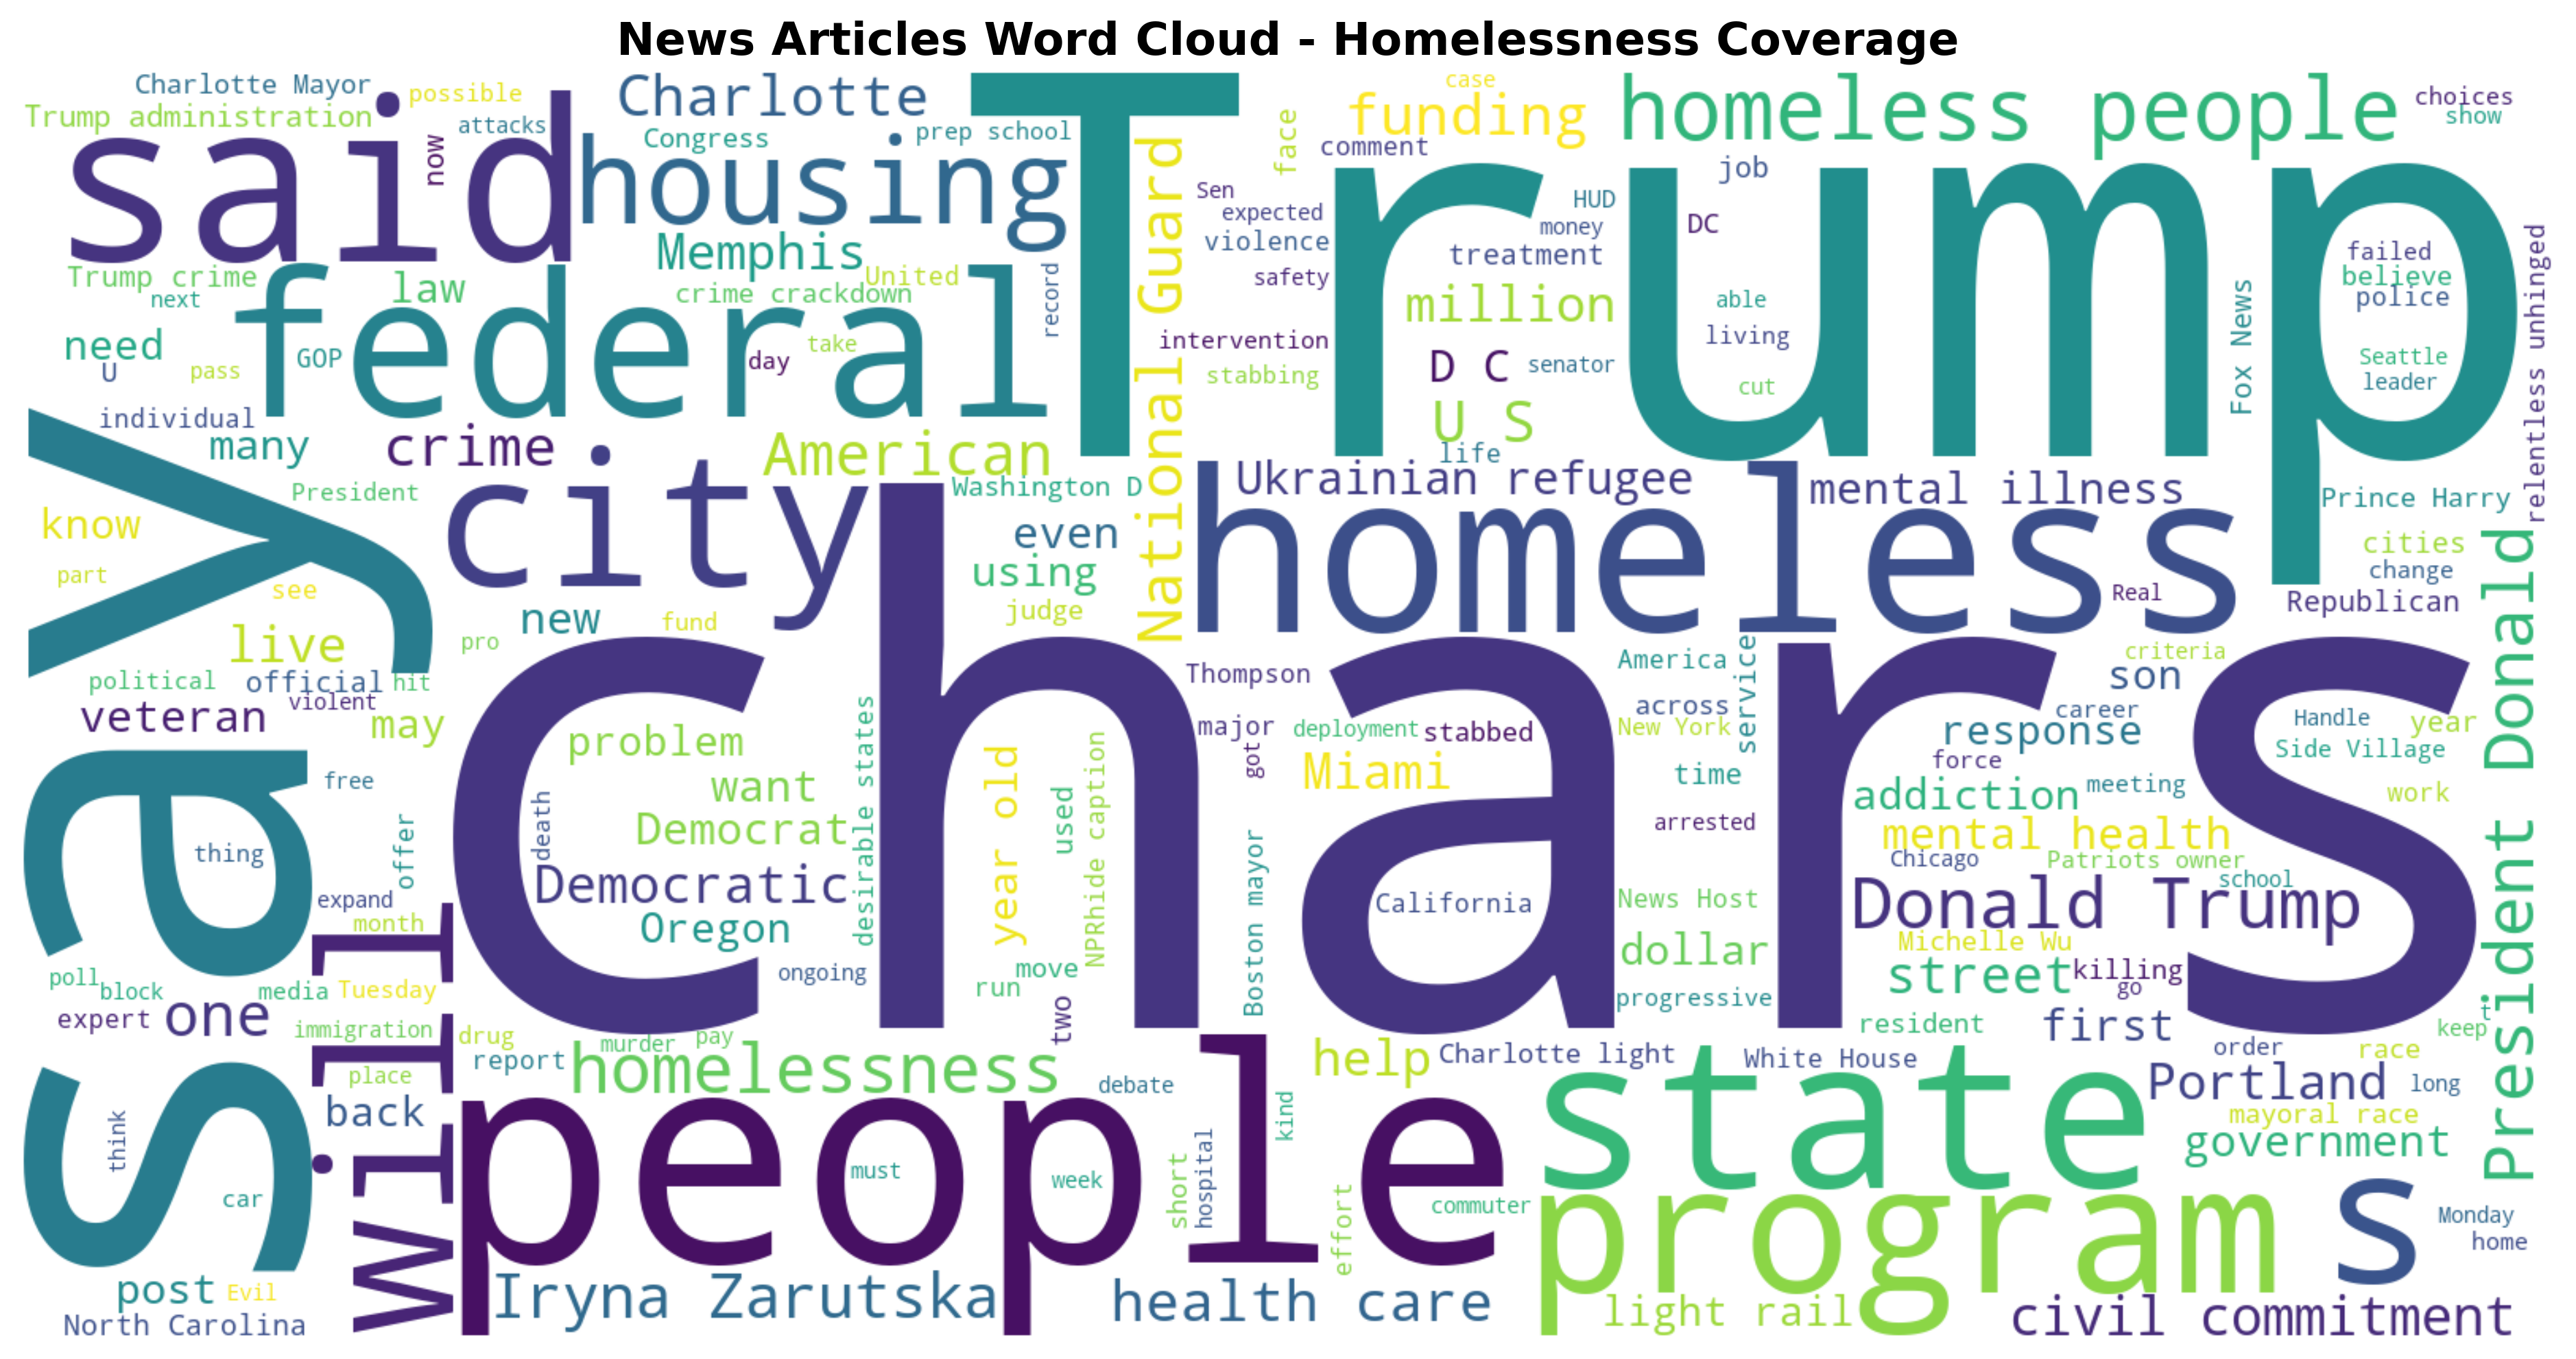 News Articles Word Cloud - Homelessness Coverage
Charlotte Mayor
possible
Trump administration
attacks
said
now
Charlotte
Congress
prep school
housing
Trump
face
case
funding
comment
homeless people
choices
show
Memphis
Trump crime
next
law
United
crime crackdown
record
National Guard
Sen
expected
violence
safety
HUD
money
treatment
job
DC
million
able
living
failed
believe
police
Seattle
leader
Fox News
relentless unhinged
federal
need
U
pass
GOP
day
take
intervention
stabbing
D C
senator
U S
cut
life
individual
many
crime
American
President
city
Washington D
Ukrainian refugee
mental illness
Prince Harry
know
part
see
even
using
judge
homeless
Real
cities
change
Republican
new
fund
pro
live
say
political
official
hit
violent
veteran
may
chars
Thompson
America
service
criteria
son
President Donald
problem
desirable states
year old
NPRhide caption
used
major
got
deployment
stabbed
across
New York
career
response
Handle
year
Side Village
want
Miami
time
force
meeting
work
free
addiction
Democrat
death
thing
offer
arrested
mental health
Chicago
Patriots owner
school
Democratic
California
News Host
Donald Trump
expand
month
Oregon
Boston mayor
Michelle Wu
dollar
street
killing
go
poll
block
media
Tuesday
ongoing
move
run
progressive
expert
one
immigration
drug
two
resident
first
t
keep
will
report
murder
pay
homelessness
help
Charlotte light
White House
order
race
place
back
debate
Portland
long
think
people
kind
state
mayoral race
government
car
must
week
short
hospital
effort
commuter
program
s
Monday
home
post
Evil
Iryna Zarutska
health care
light rail
civil commitment
North Carolina